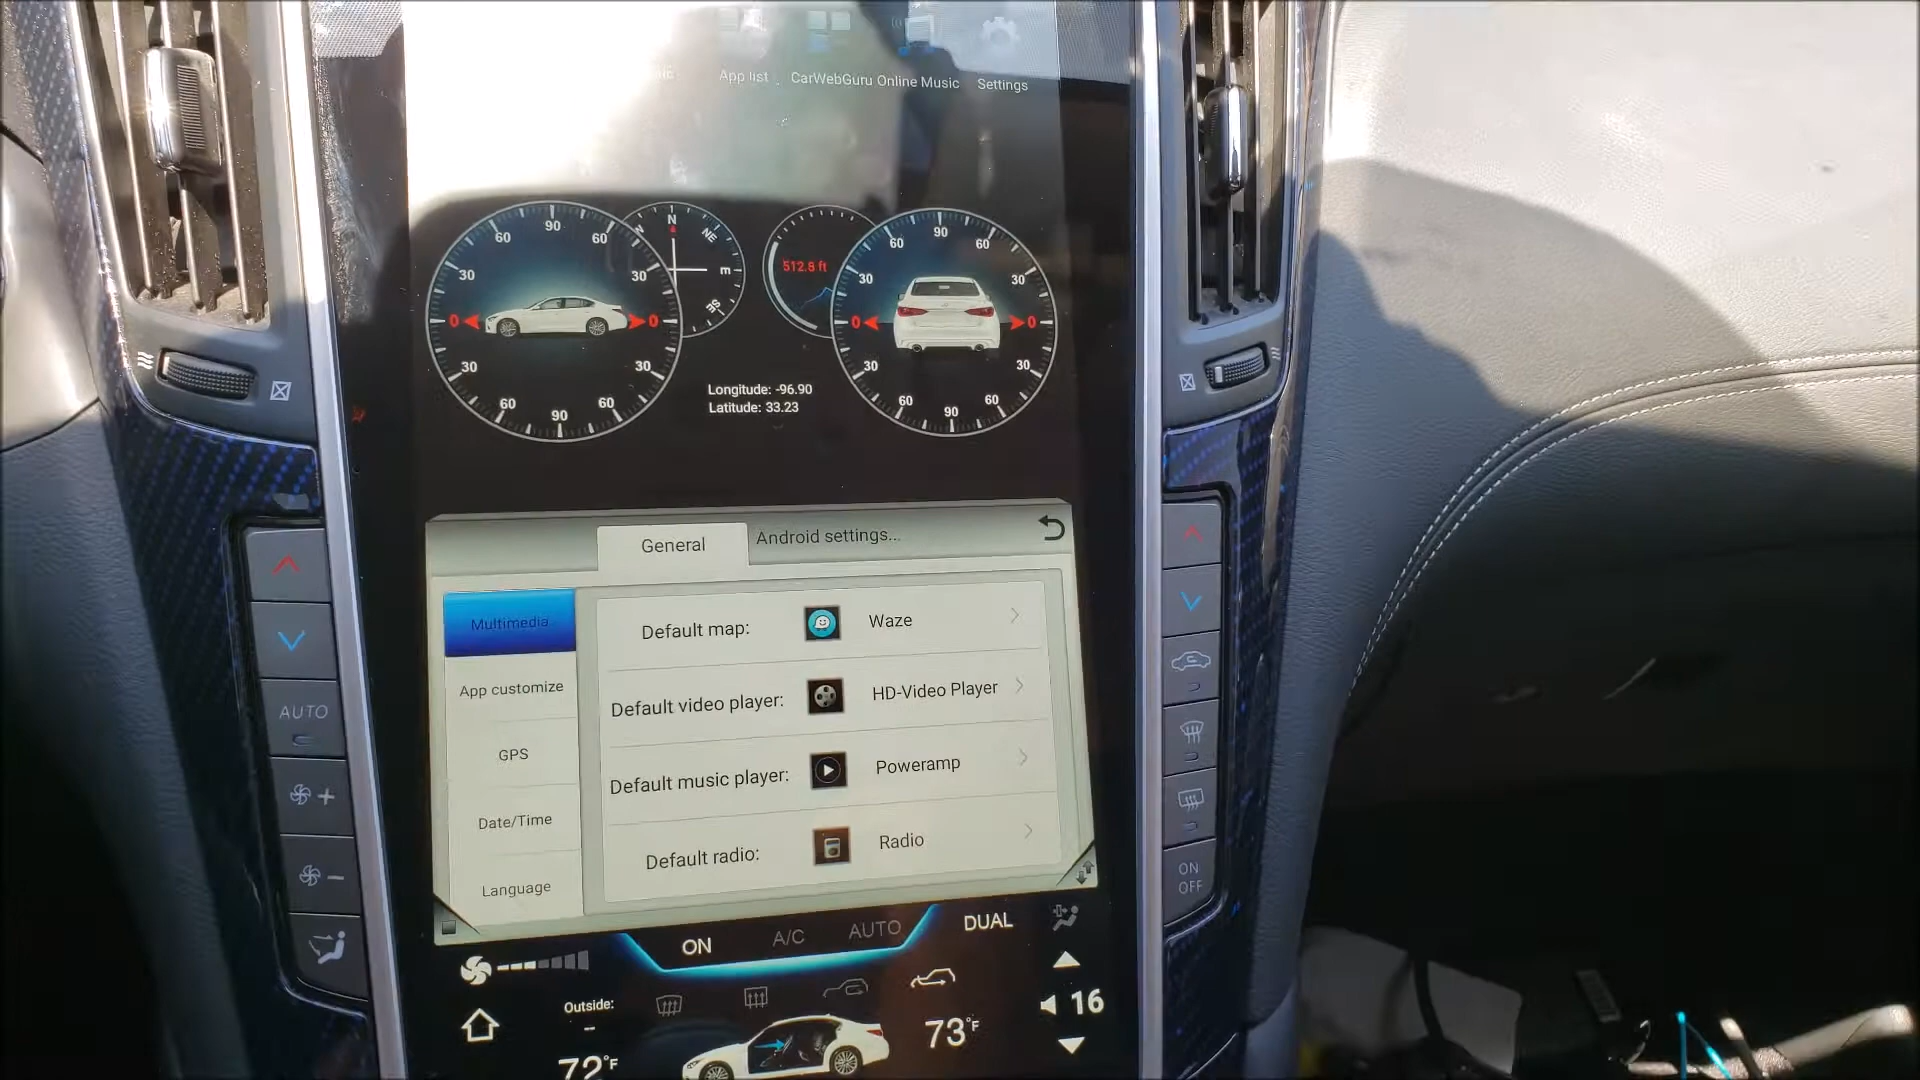 App list
CarWebGuru
Online Music
Settings
90
60
60
30
30
0
0
30
30
60
60
90
N
N
NE
m
SE
512.8 ft
90
60
60
30
30
0
0
30
30
60
60
90
Longitude: -96.90
Latitude: 33.23
General
Android settings...
Multimedia
App customize
GPS
Date/Time
Language
Default map:
Waze
Default video player:
HD-Video Player
Default music player:
Poweramp
Default radio:
Radio
AUTO
ON
OFF
ON
A/C
AUTO
DUAL
Outside:
--
72°F
73°F
16